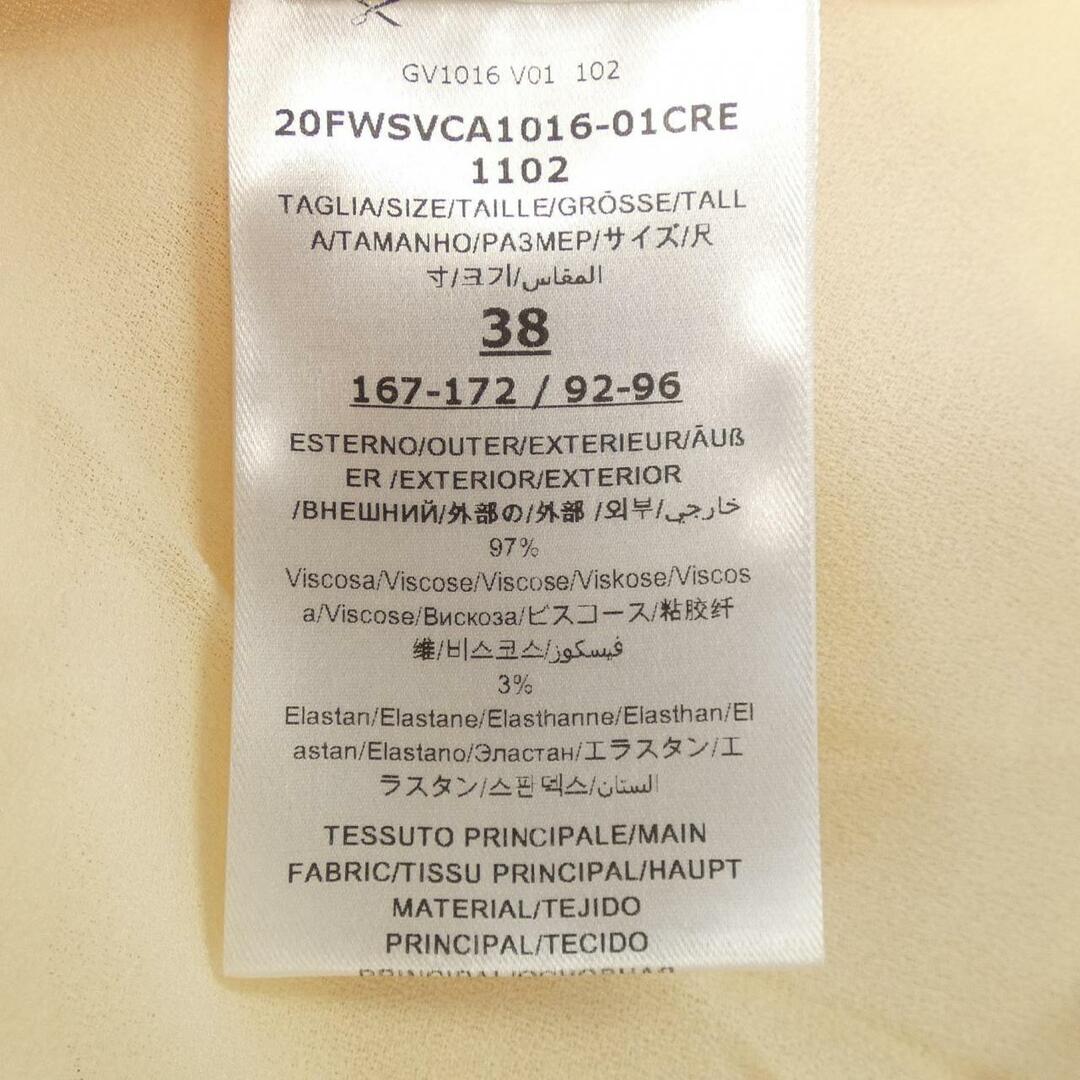 GV1016 V01 102
20FWSVCA1016-01CRE
1102
TAGLIA/SIZE/TAILLE/GRÖSSE/TALL
A/TAMANHO/РАЗМЕР/サイズ/尺
寸/크기/المقاس
38
167-172 / 92-96
ESTERNO/OUTER/EXTERIEUR/ÄUß
ER /EXTERIOR/EXTERIOR
/ВНЕШНИЙ/外部の/外部 /외부/خارجي
97%
Viscosa/Viscose/Viscose/Viskose/Viscos
a/Viscose/Вискоза/ビスコース/粘胶纤
维/비스코스/فيسكوز
3%
Elastan/Elastane/Elasthanne/Elasthan/El
astan/Elastano/Эластан/エラスタン/エ
ラスタン/스판덱스/الستان
TESSUTO PRINCIPALE/MAIN
FABRIC/TISSU PRINCIPAL/HAUPT
MATERIAL/TEJIDO
PRINCIPAL/TECIDO